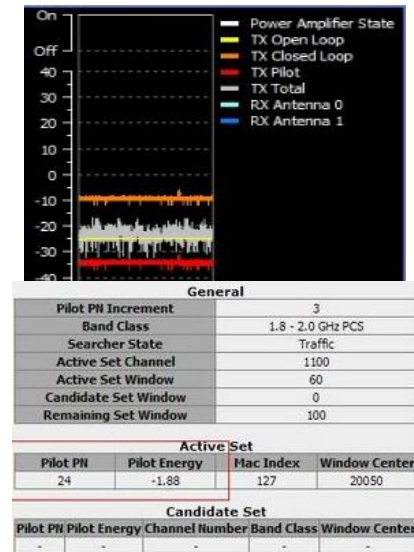 On
Off
40
30
20
10
0
-10
-20
-30
-40
Power Amplifier State
TX Open Loop
TX Closed Loop
TX Pilot
TX Total
RX Antenna 0
RX Antenna 1
General
Pilot PN Increment 3
Band Class 1.8 - 2.0 GHz PCS
Searcher State Traffic
Active Set Channel 1100
Active Set Window 60
Candidate Set Window 0
Remaining Set Window 100
Active Set
Pilot PN Pilot Energy Mac Index Window Center
24 -1.88 127 20050
Candidate Set
Pilot PN Pilot Energy Channel Number Band Class Window Center
- - - - -